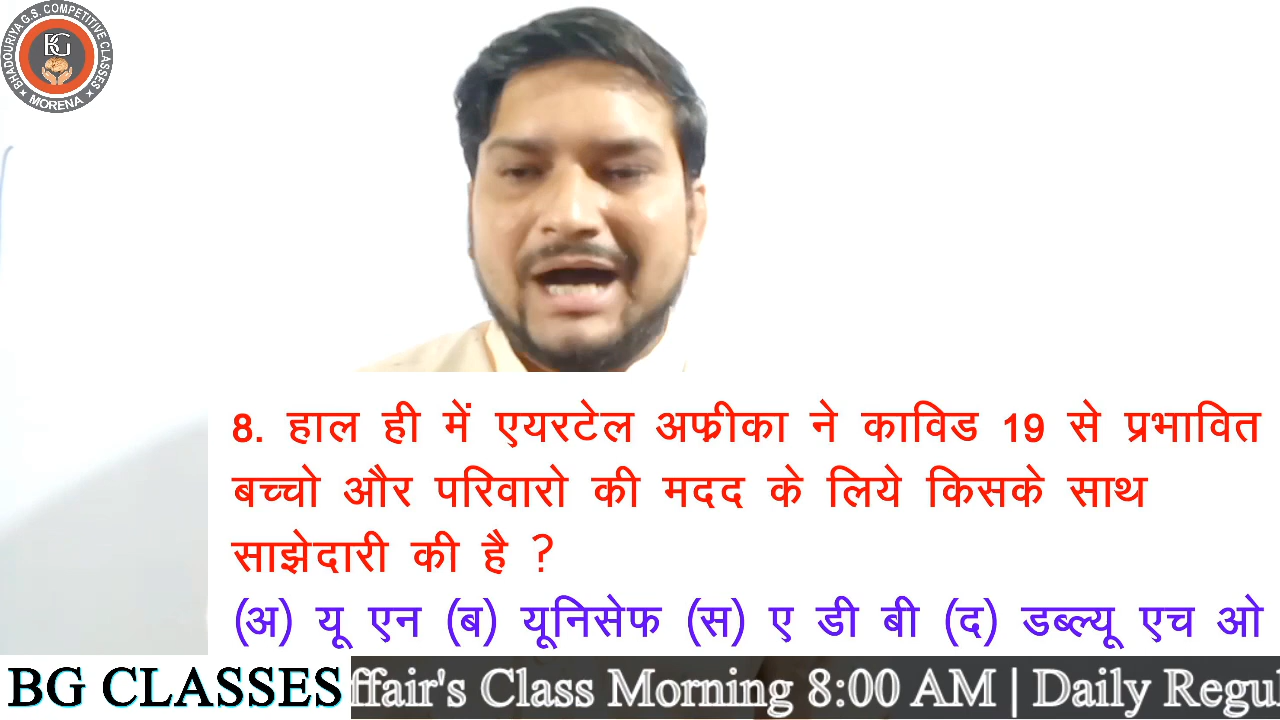 BHADOURIYA G.S. COMPETITIVE CLASSES
BG
★ MORENA ★
8. हाल ही में एयरटेल अफ्रीका ने काविड 19 से प्रभावित
बच्चो और परिवारो की मदद के लिये किसके साथ
साझेदारी की है ?
(अ) यू एन (ब) यूनिसेफ (स) ए डी बी (द) डब्ल्यू एच ओ
BG CLASSES ffair's Class Morning 8:00 AM | Daily Regul